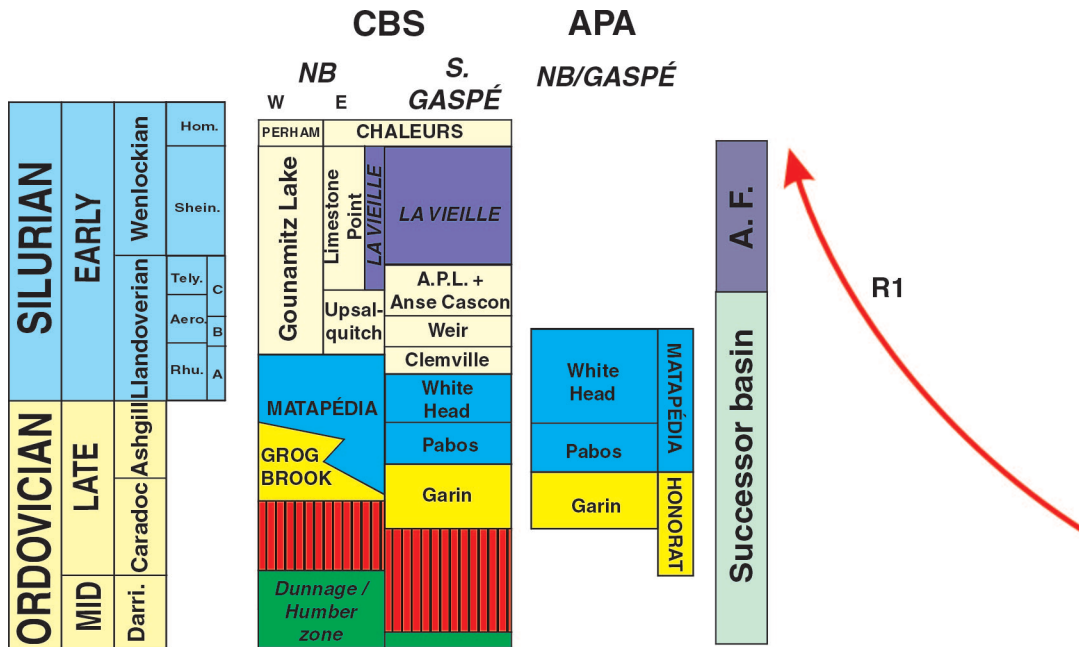 CBS
APA
NB
S.
GASPÉ
NB/GASPÉ
W
E
SILURIAN
EARLY
Wenlockian
Llandoverian
Hom.
Shein.
Tely.
Aero.
Rhu.
C
B
A
ORDOVICIAN
LATE
MID
Ashgill
Caradoc
Darri.
PERHAM
CHALEURS
Gounamitz Lake
Limestone
Point
LA VIEILLE
LA VIEILLE
Upsal-
quitch
A.P.L. +
Anse Cascon
Weir
Clemville
MATAPÉDIA
White
Head
Pabos
GROG
BROOK
Garin
Dunnage /
Humber
zone
White
Head
Pabos
Garin
MATAPÉDIA
HONORAT
A. F.
Successor basin
R1